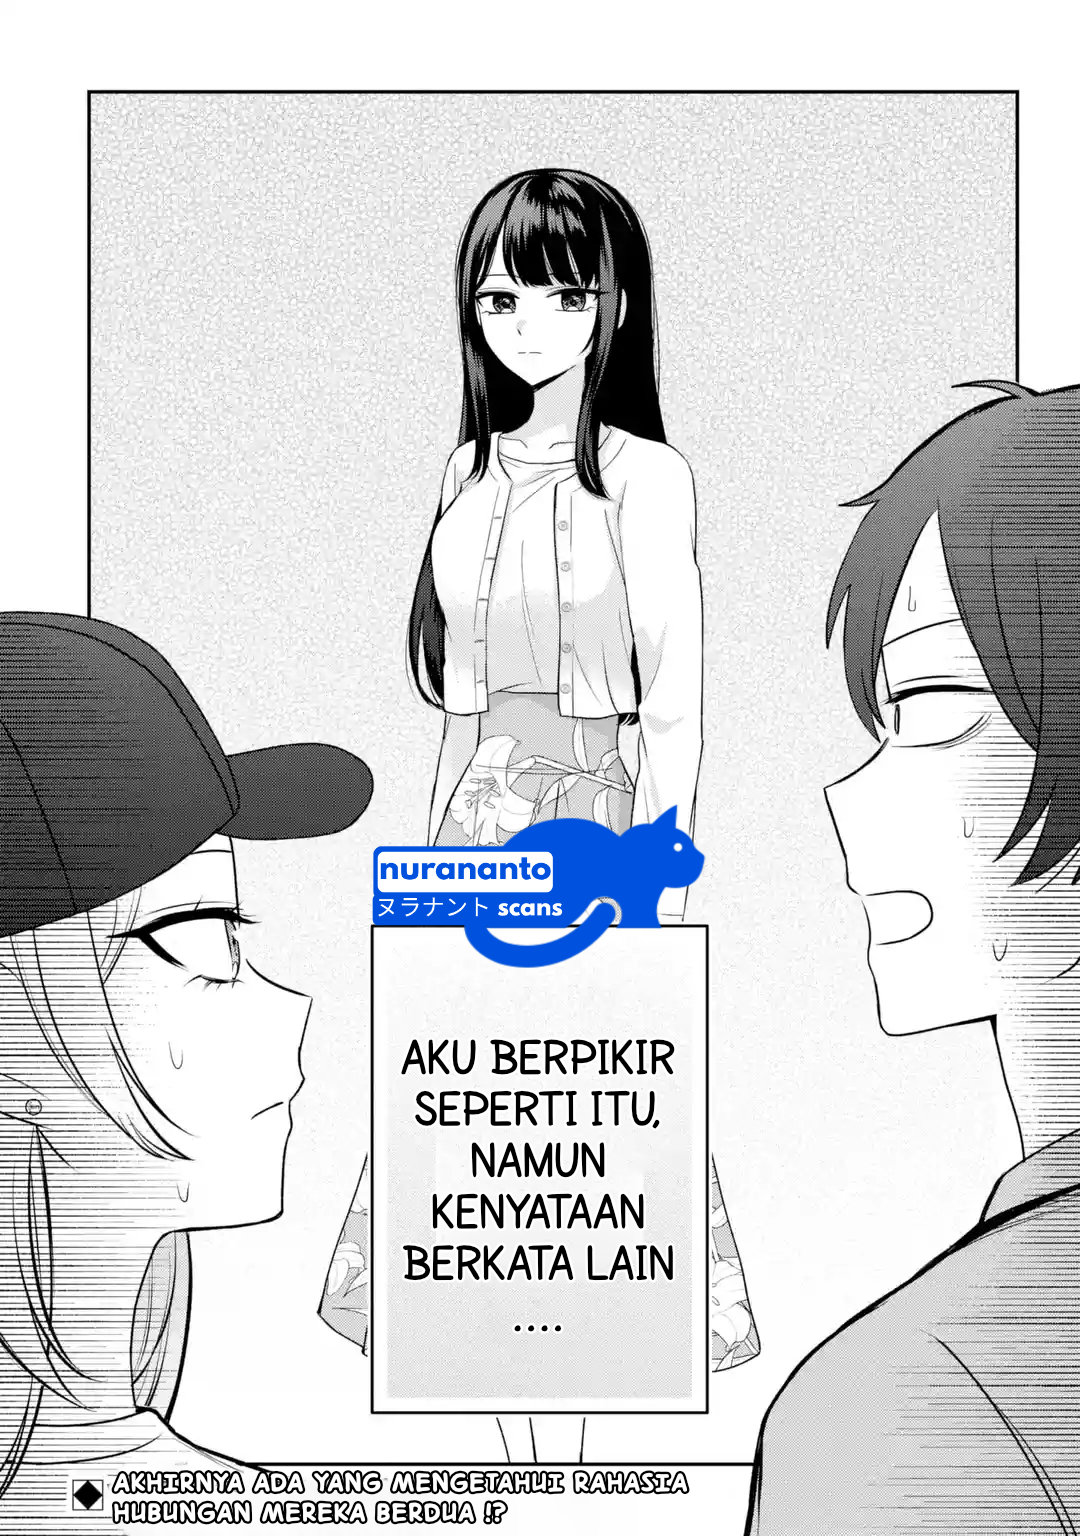 nurananto
ヌラナント scans
AKU BERPIKIR
SEPERTI ITU,
NAMUN
KENYATAAN
BERKATA LAIN
....
AKHIRNYA ADA YANG MENGETAHUI RAHASIA
HUBUNGAN MEREKA BERDUA !?